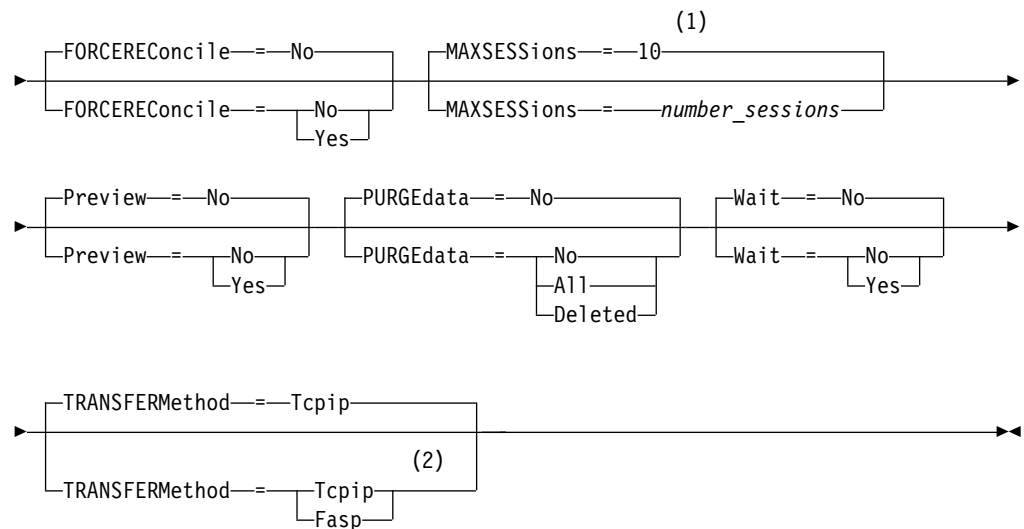 (1)
FORCEREConcile = No MAXSESSions = 10
FORCEREConcile = No MAXSESSions = number_sessions
Yes
Preview = No PURGEdata = No Wait = No
Preview = No PURGEdata = No Wait = No
Yes All Yes
Deleted
TRANSFERMethod = Tcpip
(2)
TRANSFERMethod = Tcpip
Fasp